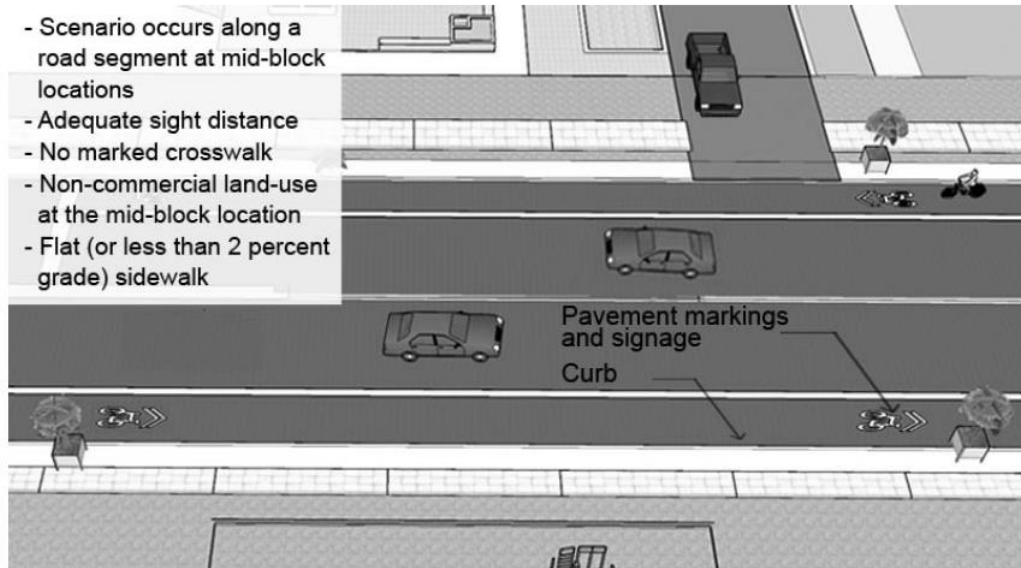 - Scenario occurs along a
road segment at mid-block
locations
- Adequate sight distance
- No marked crosswalk
- Non-commercial land-use
at the mid-block location
- Flat (or less than 2 percent
grade) sidewalk
Pavement markings
and signage
Curb